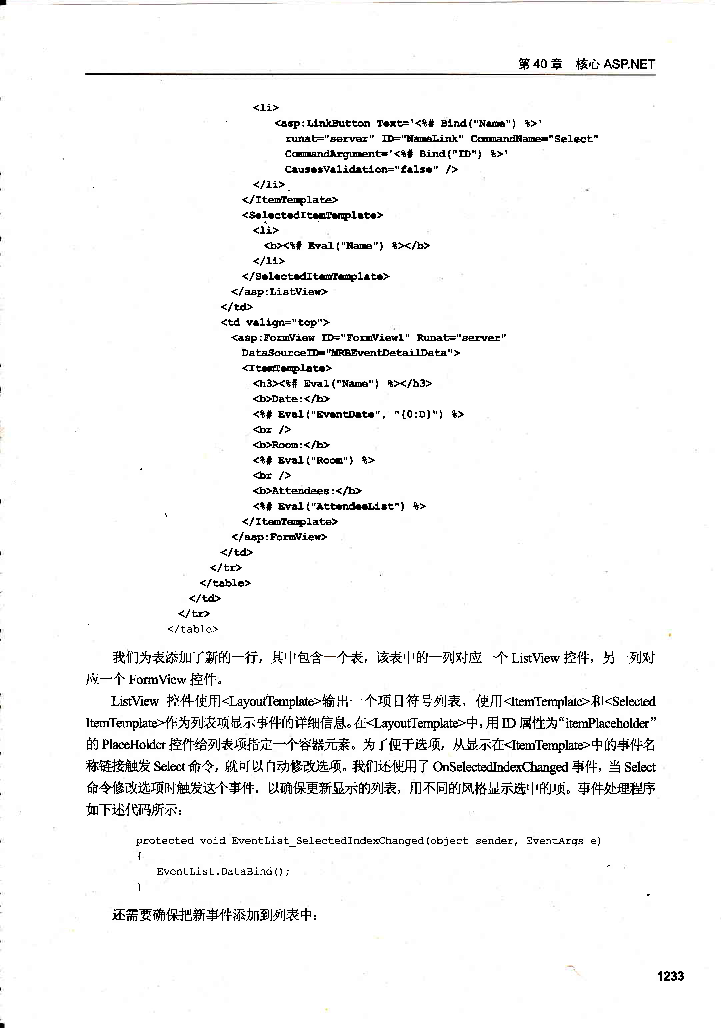 第 40 章 核心 ASP.NET
<li>
<asp:LinkButton Text='<%# Bind("Name") %>'
runat="server" ID="NameLink" CommandName="Select"
CommandArgument='<%# Bind("ID") %>'
CausesValidation="false" />
</li>
</ItemTemplate>
<SelectedItemTemplate>
<li>
<b><%# Eval("Name") %></b>
</li>
</SelectedItemTemplate>
</asp:ListView>
</td>
<td valign="top">
<asp:FormView ID="FormView1" Runat="server"
DataSourceID="MRBEventDetailData">
<ItemTemplate>
<h3><%# Eval("Name") %></h3>
<b>Date:</b>
<%# Eval("EventDate", "{0:D}") %>
<br />
<b>Room:</b>
<%# Eval("Room") %>
<br />
<b>Attendees:</b>
<%# Eval("AttendeeList") %>
</ItemTemplate>
</asp:FormView>
</td>
</tr>
</table>
</td>
</tr>
</table>
我们为表添加了新的一行，其中包含一个表，该表中的一列对应一个 ListView 控件，另一列对
应一个 FormView 控件。
ListView 控件使用<LayoutTemplate>输出一个项目符号列表，使用<ItemTemplate>和<Selected
ItemTemplate>作为列表项显示事件的详细信息。在<LayoutTemplate>中，用 ID 属性为“itemPlaceholder”
的 PlaceHolder 控件给列表项指定一个容器元素。为了便于选项，从显示在<ItemTemplate>中的事件名
称链接触发 Select 命令，就可以自动修改选项。我们还使用了 OnSelectedIndexChanged 事件，当 Select
命令修改选项时触发这个事件，以确保更新显示的列表，用不同的风格显示选中的项。事件处理程序
如下述代码所示：
protected void EventList_SelectedIndexChanged(object sender, EventArgs e)
{
EventList.DataBind();
}
还需要确保把新事件添加到列表中：
1233